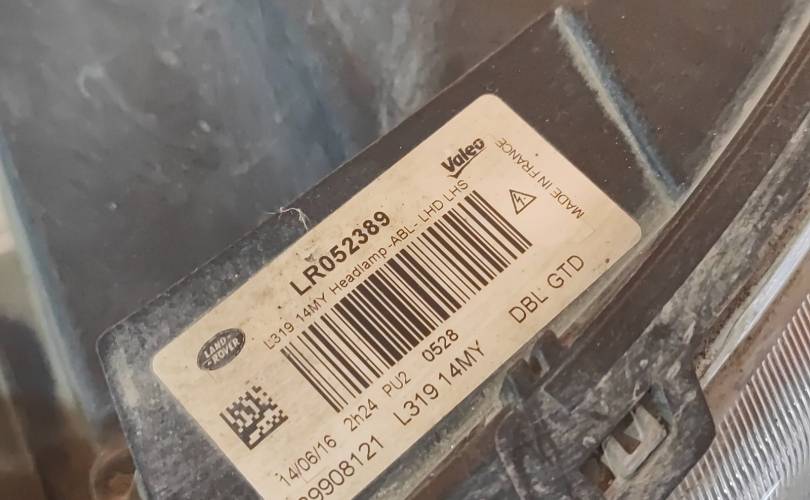 Valeo
MADE IN FRANCE
LR052389
LAND
ROVER
L319 14MY Headlamp -ABL- LHD LHS
14/06/16 2h24 PU2 0528
9908121 L319 14MY DBL GTD